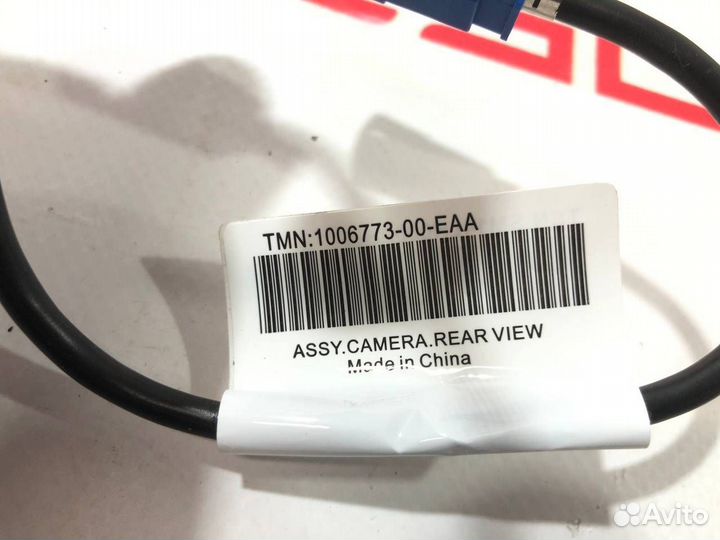 TMN:1006773-00-EAA
ASSY.CAMERA.REAR VIEW
Made in China
Avito